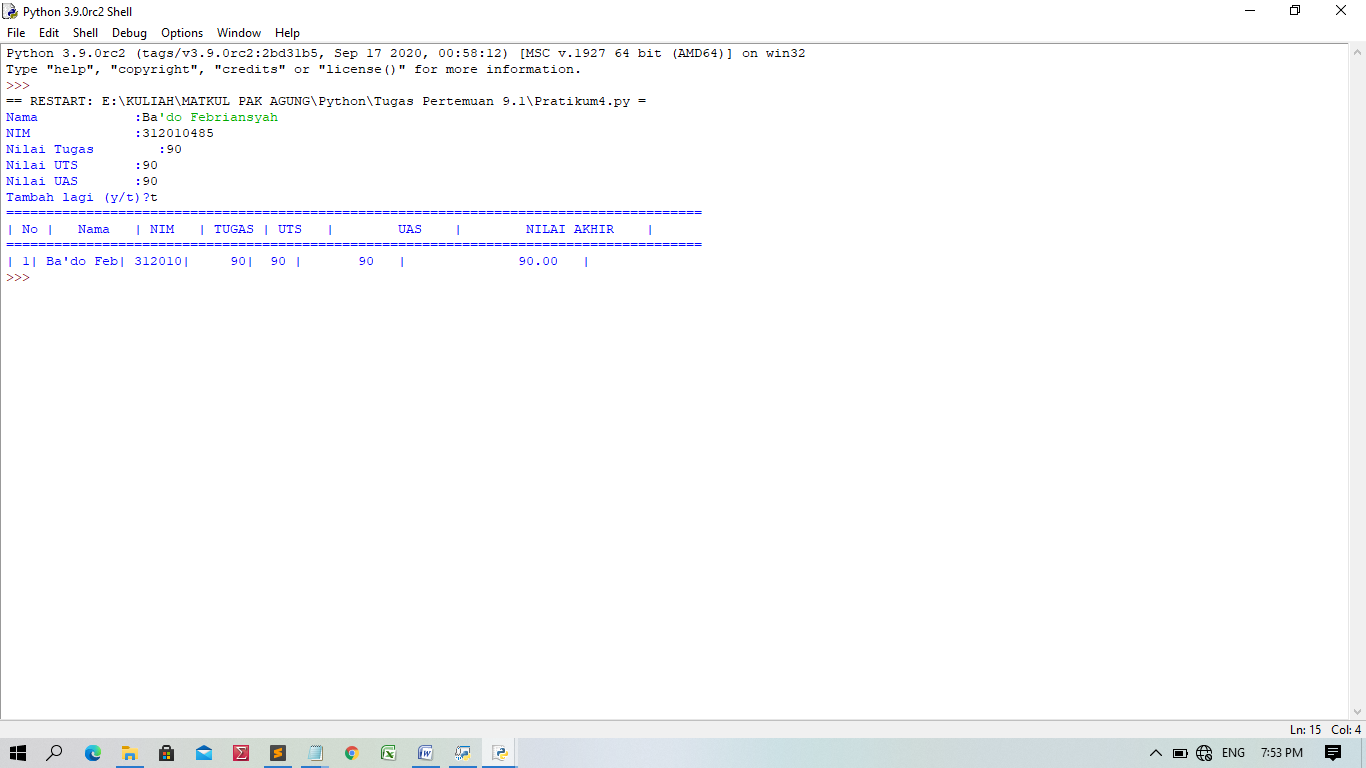 Python 3.9.0rc2 Shell
File Edit Shell Debug Options Window Help
Python 3.9.0rc2 (tags/v3.9.0rc2:2bd31b5, Sep 17 2020, 00:58:12) [MSC v.1927 64 bit (AMD64)] on win32
Type "help", "copyright", "credits" or "license()" for more information.
>>>
== RESTART: E:\KULIAH\MATKUL PAK AGUNG\Python\Tugas Pertemuan 9.1\Pratikum4.py =
Nama            :Ba'do Febriansyah
NIM             :312010485
Nilai Tugas        :90
Nilai UTS       :90
Nilai UAS       :90
Tambah lagi (y/t)?t
=======================================================================================
| No |   Nama   | NIM   | TUGAS | UTS   |        UAS    |        NILAI AKHIR    |
=======================================================================================
| 1| Ba'do Feb| 312010|     90|  90 |       90   |              90.00   |
>>>
Ln: 15 Col: 4
ENG 7:53 PM